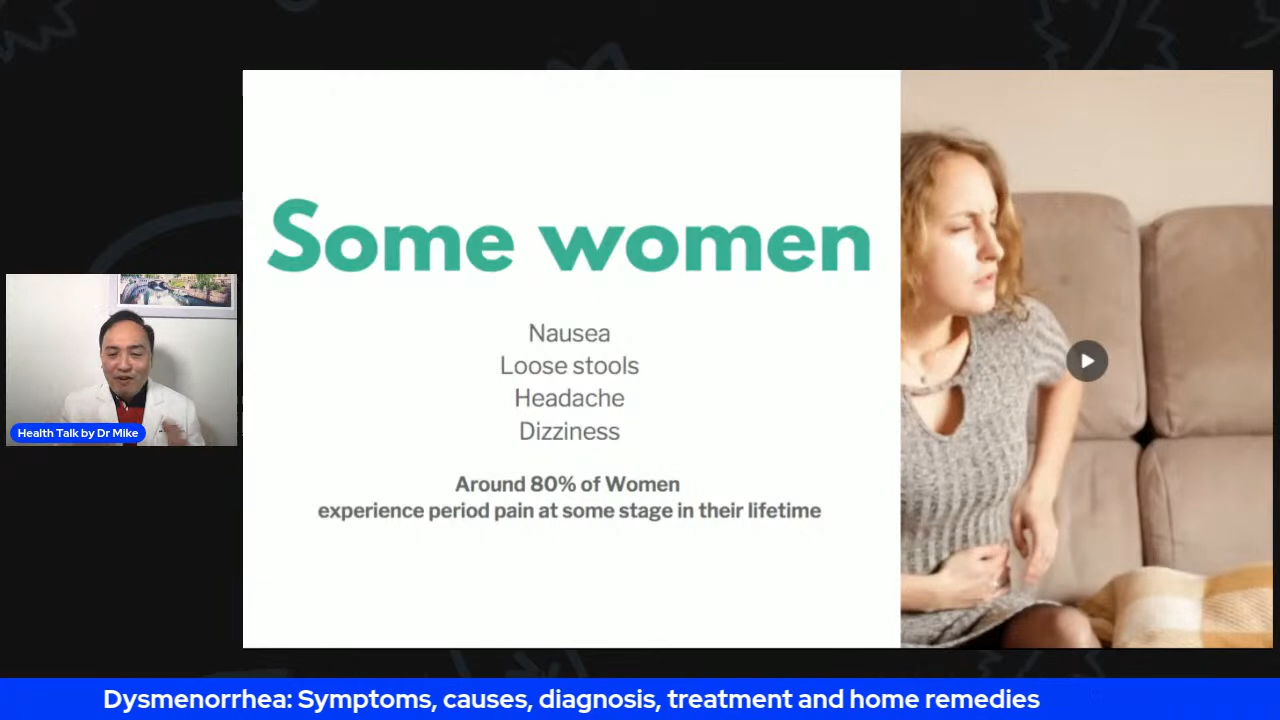 Some women
Nausea
Loose stools
Headache
Dizziness
Around 80% of Women
experience period pain at some stage in their lifetime
Health Talk by Dr Mike
Dysmenorrhea: Symptoms, causes, diagnosis, treatment and home remedies